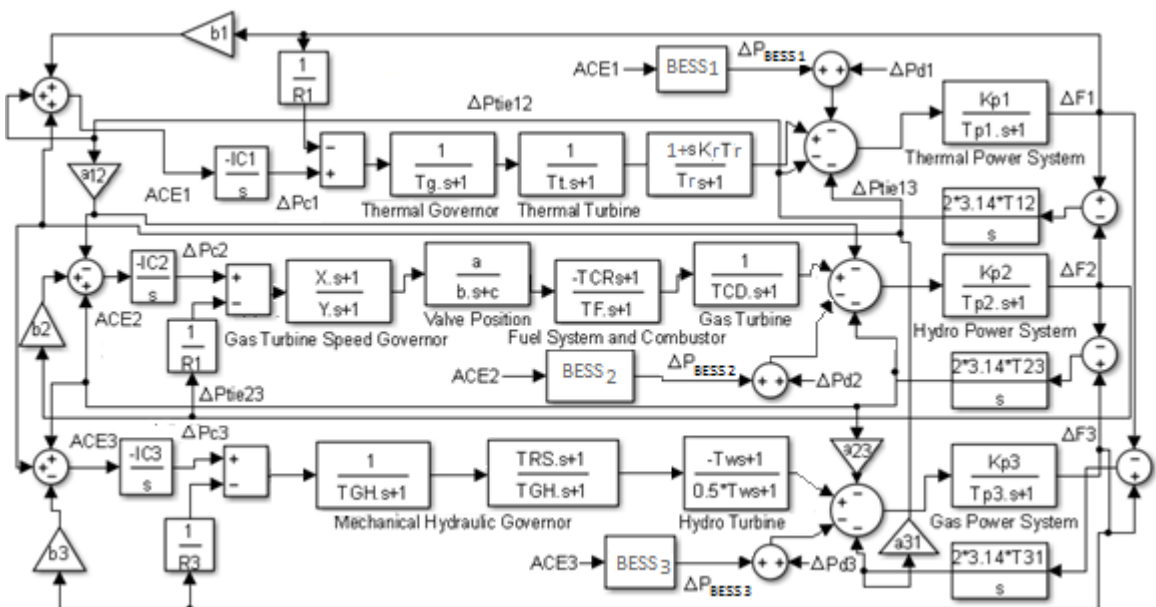 b1
1
R1
ACE1
BESS1
ΔPBESS1
ΔPd1
ΔPtie12
Kp1
Tp1.s+1
ΔF1
Thermal Power System
a12
ACE1
-IC1
s
ΔPc1
1
Tg.s+1
Thermal Governor
1
Tt.s+1
Thermal Turbine
1+sKrTr
Trs+1
ΔPtie13
2*3.14*T12
s
ΔPc2
-IC2
s
ACE2
b2
1
R1
X.s+1
Y.s+1
Gas Turbine Speed Governor
a
b.s+c
Valve Position
-TCRs+1
TF.s+1
Fuel System and Combustor
1
TCD.s+1
Gas Turbine
Kp2
Tp2.s+1
ΔF2
Hydro Power System
ACE2
BESS2
ΔPBESS2
ΔPd2
2*3.14*T23
s
ΔPtie23
ACE3
-IC3
s
ΔPc3
b3
1
R3
1
TGH.s+1
TRS.s+1
TGH.s+1
Mechanical Hydraulic Governor
-Tws+1
0.5*Tws+1
Hydro Turbine
a23
Kp3
Tp3.s+1
ΔF3
Gas Power System
a31
ACE3
BESS3
ΔPBESS3
ΔPd3
2*3.14*T31
s